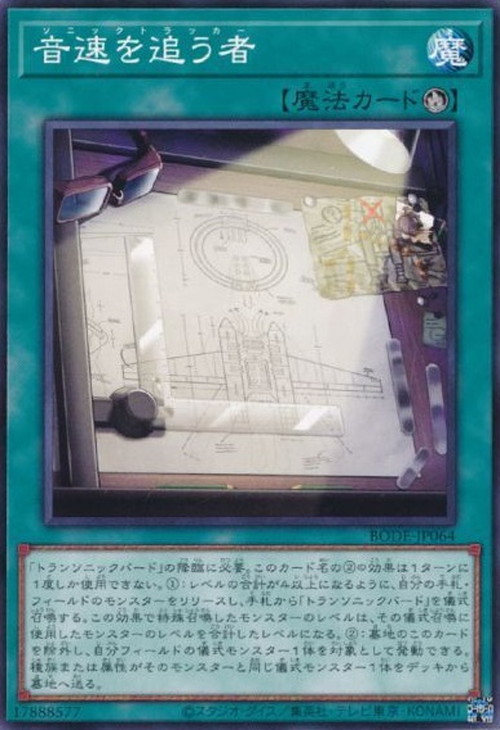 ソニックトラッカー
音速を追う者
魔
【魔法カード】
BODE-JP064
「トランソニックバード」の降臨に必要。このカード名の②の効果は1ターンに
1度しか使用できない。①:レベルの合計が4以上になるように、自分の手札・
フィールドのモンスターをリリースし、手札から「トランソニックバード」を儀式
召喚する。この効果で特殊召喚したモンスターのレベルは、その儀式召喚
に使用したモンスターのレベルを合計したレベルになる。②:墓地のこのカード
を除外し、自分フィールドの儀式モンスター1体を対象として発動できる。
種族または属性がそのモンスターと同じ儀式モンスター1体をデッキから
墓地へ送る。
17888577
©スタジオ・ダイス/集英社・テレビ東京・KONAMI